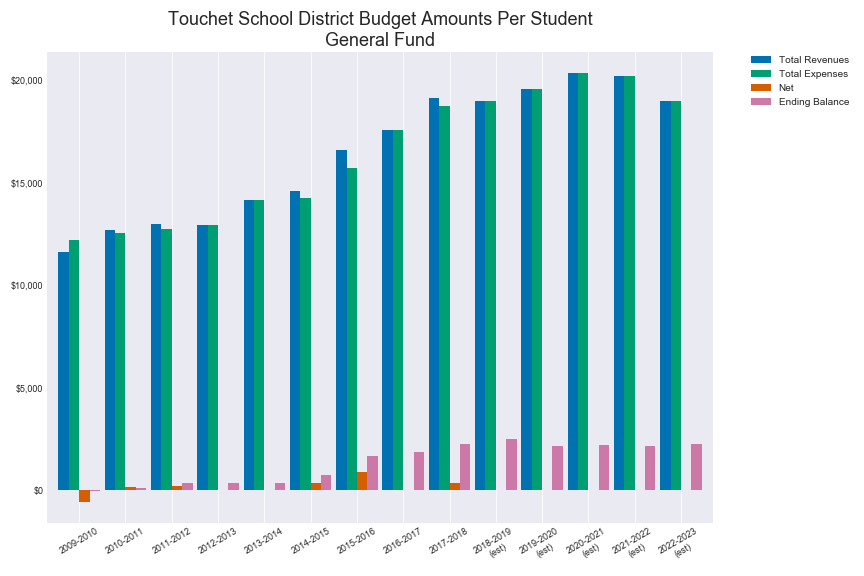 Touchet School District Budget Amounts Per Student
General Fund
Total Revenues
Total Expenses
Net
Ending Balance
$20,000
$15,000
$10,000
$5,000
$0
2009-2010
2010-2011
2011-2012
2012-2013
2013-2014
2014-2015
2015-2016
2016-2017
2017-2018
2018-2019
(est)
2019-2020
(est)
2020-2021
(est)
2021-2022
(est)
2022-2023
(est)